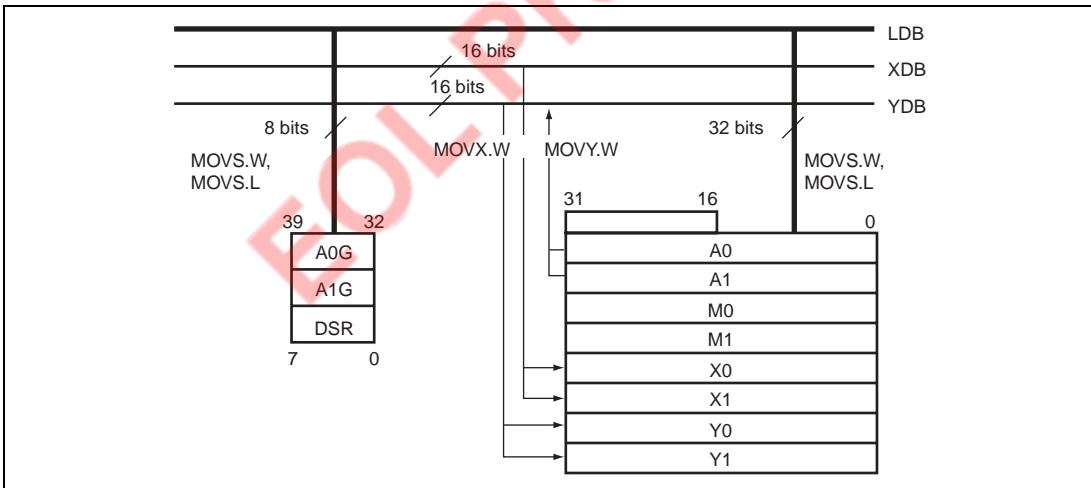 LDB
16 bits
XDB
16 bits
YDB
8 bits
32 bits
MOVX.W
MOVY.W
MOVS.W,
MOVS.L
MOVS.W,
MOVS.L
31 16
39 32
0
A0G
A0
A1G
A1
M0
DSR
M1
7 0
X0
X1
Y0
Y1